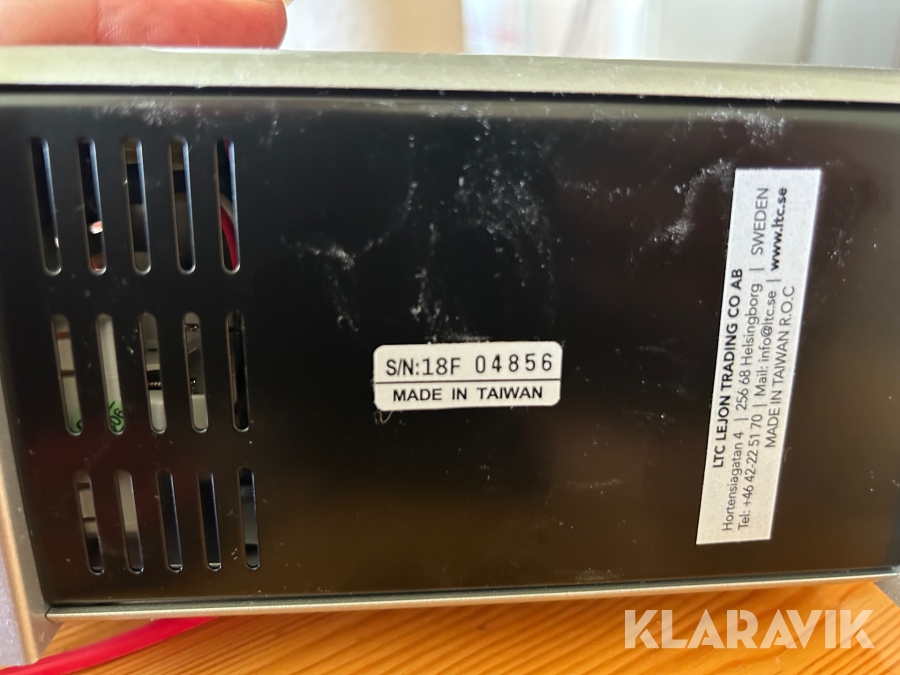 S/N:18F 04856
MADE IN TAIWAN
LTC LEJON TRADING CO AB
Hortensiagatan 4 | 256 68 Helsingborg | SWEDEN
Tel: +46 42-22 51 70 | Mail: info@ltc.se | www.ltc.se
MADE IN TAIWAN R.O.C
KLARAVIK